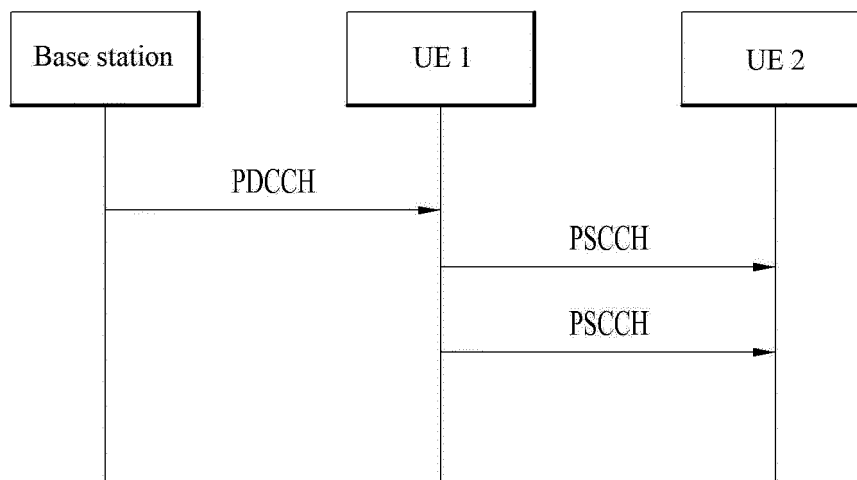 Base station
UE 1
UE 2
PDCCH
PSCCH
PSCCH